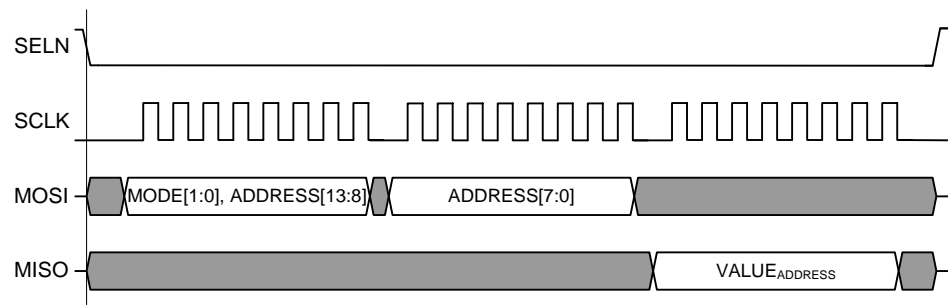 SELN
SCLK
MOSI
MODE[1:0], ADDRESS[13:8]
ADDRESS[7:0]
MISO
VALUEADDRESS